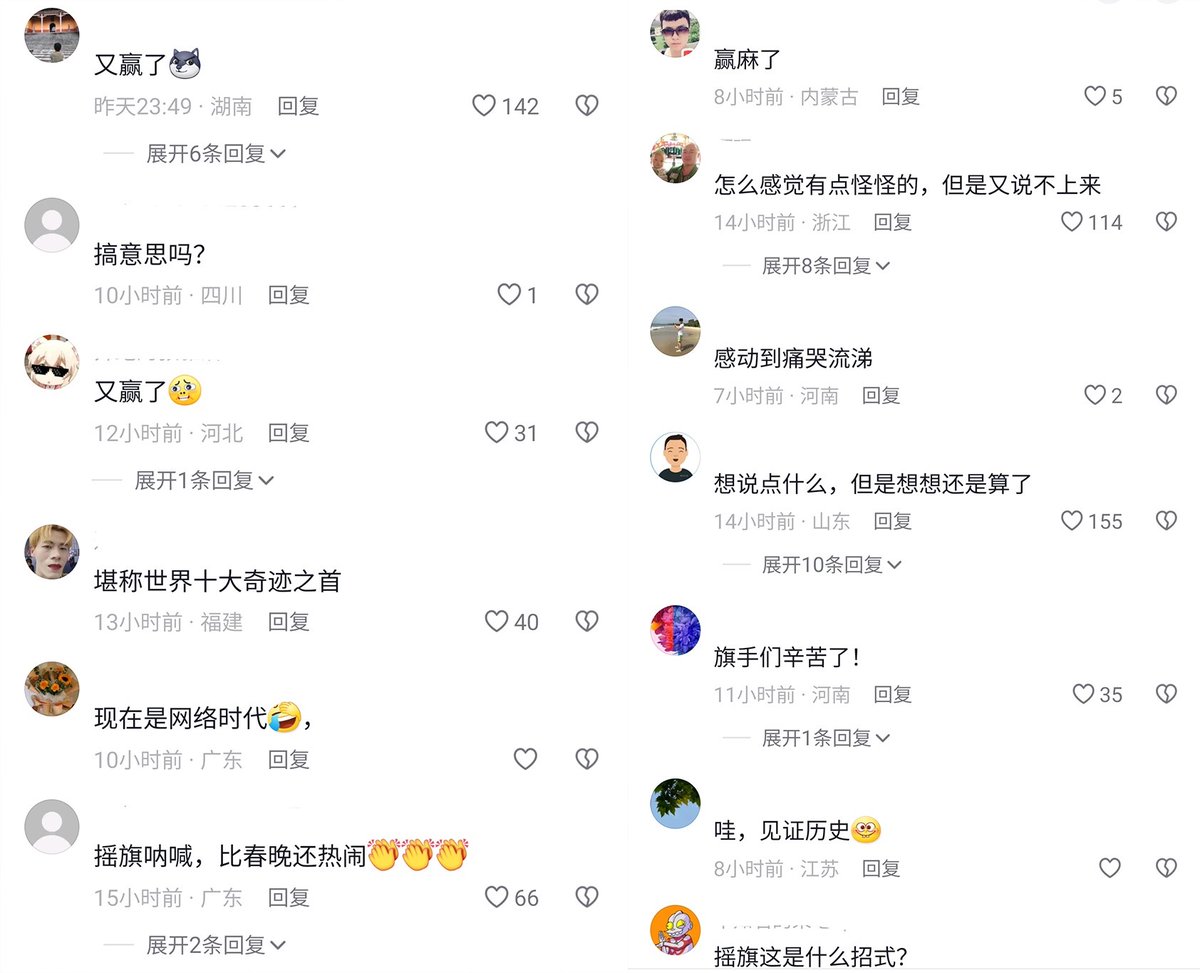 又赢了
昨天23:49 · 湖南 回复 142
展开6条回复
搞意思吗?
10小时前 · 四川 回复 1
又赢了
12小时前 · 河北 回复 31
展开1条回复
堪称世界十大奇迹之首
13小时前 · 福建 回复 40
现在是网络时代,
10小时前 · 广东 回复
摇旗呐喊，比春晚还热闹
15小时前 · 广东 回复 66
展开2条回复
赢麻了
8小时前 · 内蒙古 回复 5
怎么感觉有点怪怪的，但是又说不上来
14小时前 · 浙江 回复 114
展开8条回复
感动到痛哭流涕
7小时前 · 河南 回复 2
想说点什么，但是想想还是算了
14小时前 · 山东 回复 155
展开10条回复
旗手们辛苦了！
11小时前 · 河南 回复 35
展开1条回复
哇，见证历史
8小时前 · 江苏 回复
摇旗这是什么招式?